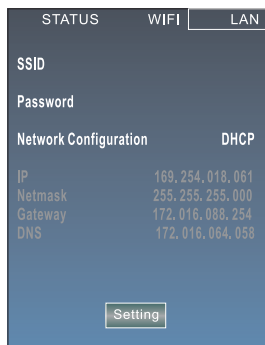 STATUS WIFI LAN
SSID
Password
Network Configuration DHCP
IP 169.254.018.061
Netmask 255.255.255.000
Gateway 172.016.088.254
DNS 172.016.064.058
Setting